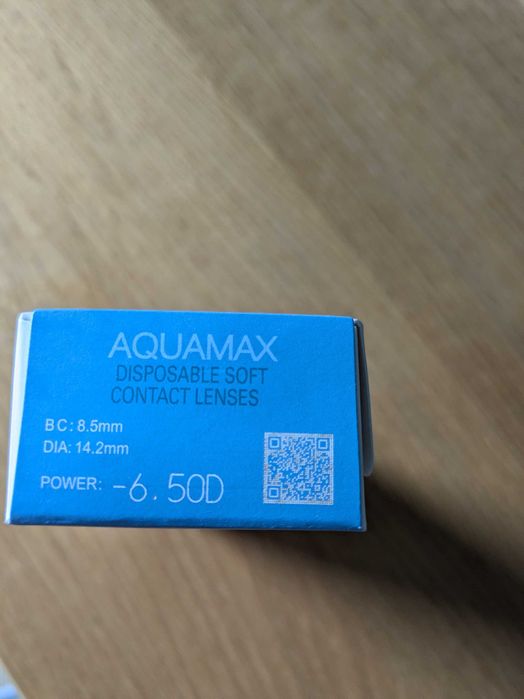 AQUAMAX
DISPOSABLE SOFT
CONTACT LENSES
BC: 8.5mm
DIA: 14.2mm
POWER: -6.50D